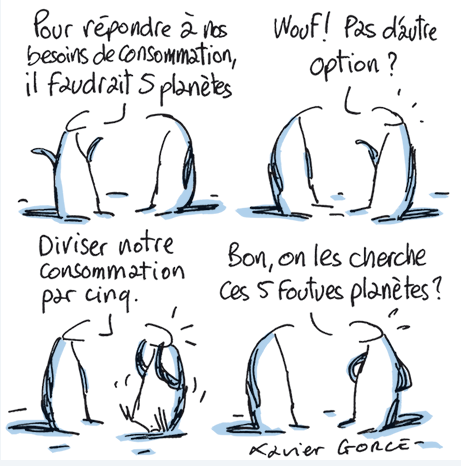 Pour répondre à nos
besoins de consommation,
il faudrait 5 planètes
Wouf! Pas d'autre
option ?
Diviser notre
consommation
par cinq.
Bon, on les cherche
ces 5 foutues planètes?
Xavier GORCE